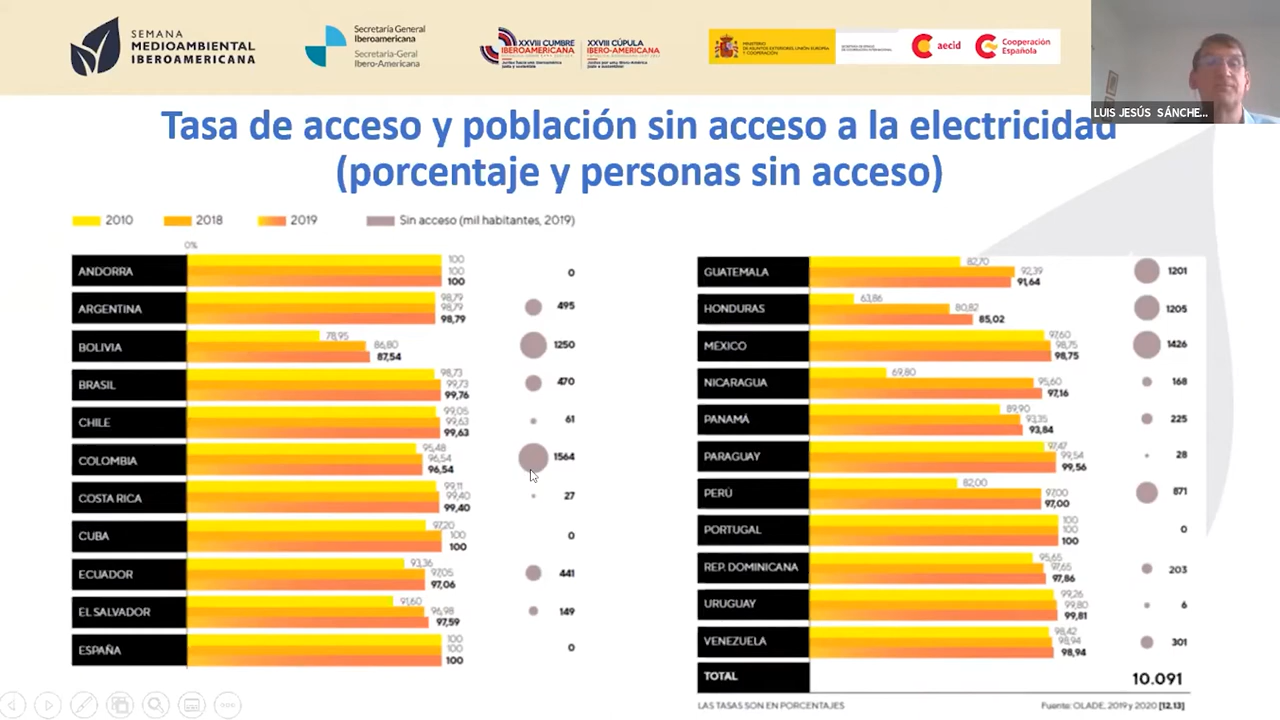 SEMANA
MEDIOAMBIENTAL
IBEROAMERICANA
Secretaría General
Iberoamericana
Secretaria-Geral
Ibero-Americana
XXVIII CUMBRE
IBEROAMERICANA
XXVIII CÚPULA
IBERO-AMERICANA
aecid
Cooperación
Española
LUIS JESÚS SÁNCHE...
Tasa de acceso y población sin acceso a la electricidad
(porcentaje y personas sin acceso)
2010 2018 2019 Sin acceso (mil habitantes, 2019)
0%
ANDORRA 100 100 100 0
ARGENTINA 98,79 98,79 98,79 495
BOLIVIA 78,95 86,80 87,54 1250
BRASIL 98,73 99,73 99,76 470
CHILE 99,05 99,63 99,63 61
COLOMBIA 95,48 96,54 96,54 1564
COSTA RICA 99,11 99,40 99,40 27
CUBA 97,20 100 100 0
ECUADOR 93,36 97,05 97,06 441
EL SALVADOR 91,60 96,98 97,59 149
ESPAÑA 100 100 100 0
GUATEMALA 82,70 92,39 91,64 1201
HONDURAS 63,86 80,82 85,02 1205
MÉXICO 97,60 98,75 98,75 1426
NICARAGUA 69,80 95,60 97,16 168
PANAMÁ 89,90 93,35 93,84 225
PARAGUAY 97,47 99,54 99,56 28
PERÚ 82,00 97,00 97,00 871
PORTUGAL 100 100 100 0
REP. DOMINICANA 95,65 97,65 97,86 203
URUGUAY 99,26 99,80 99,81 6
VENEZUELA 98,42 98,94 98,94 301
TOTAL 10.091
LAS TASAS SON EN PORCENTAJES
Fuente: OLADE, 2019 y 2020 [12,13]